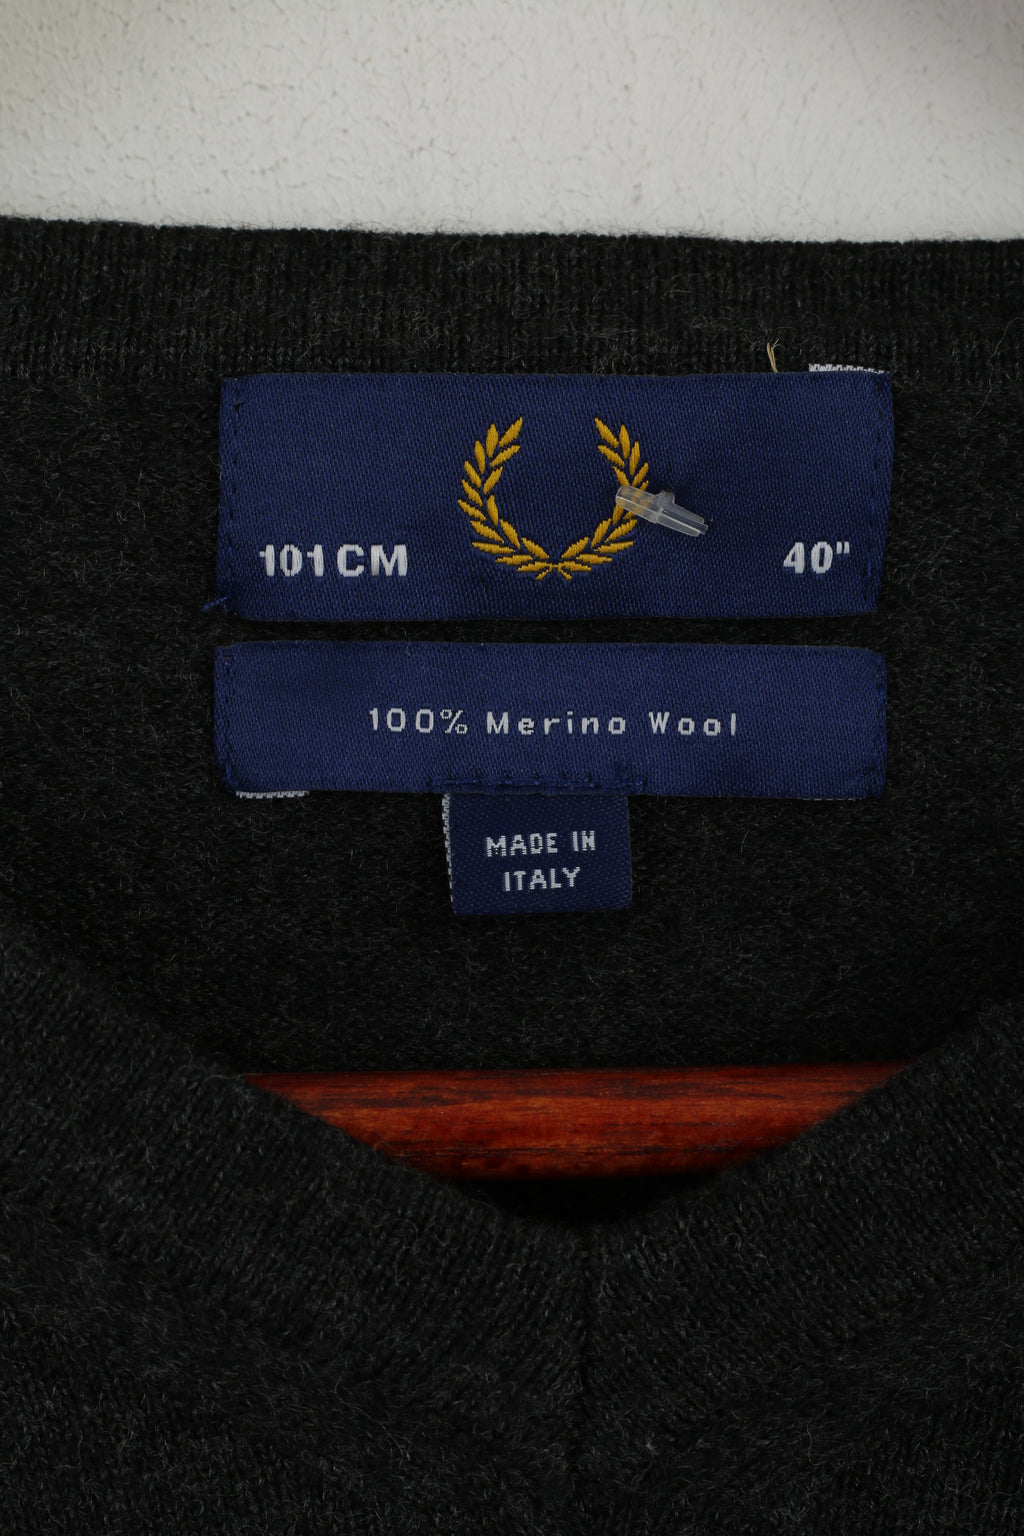 101 CM 40"
100% Merino Wool
MADE IN
ITALY